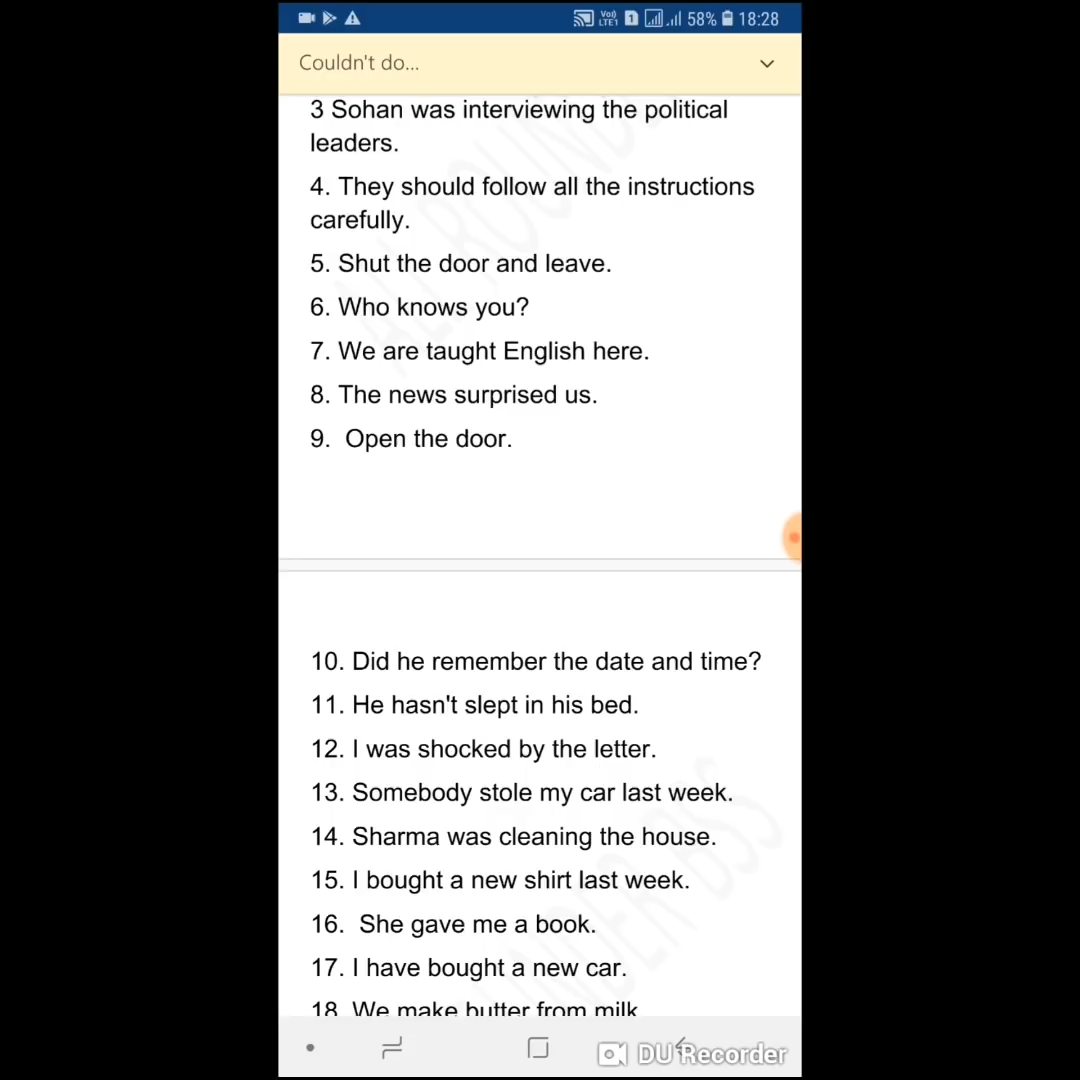 Vo) LTE1 1 58% 18:28
Couldn't do...
3 Sohan was interviewing the political
leaders.
4. They should follow all the instructions
carefully.
5. Shut the door and leave.
6. Who knows you?
7. We are taught English here.
8. The news surprised us.
9. Open the door.
10. Did he remember the date and time?
11. He hasn't slept in his bed.
12. I was shocked by the letter.
13. Somebody stole my car last week.
14. Sharma was cleaning the house.
15. I bought a new shirt last week.
16. She gave me a book.
17. I have bought a new car.
18. We make butter from milk
DU Recorder